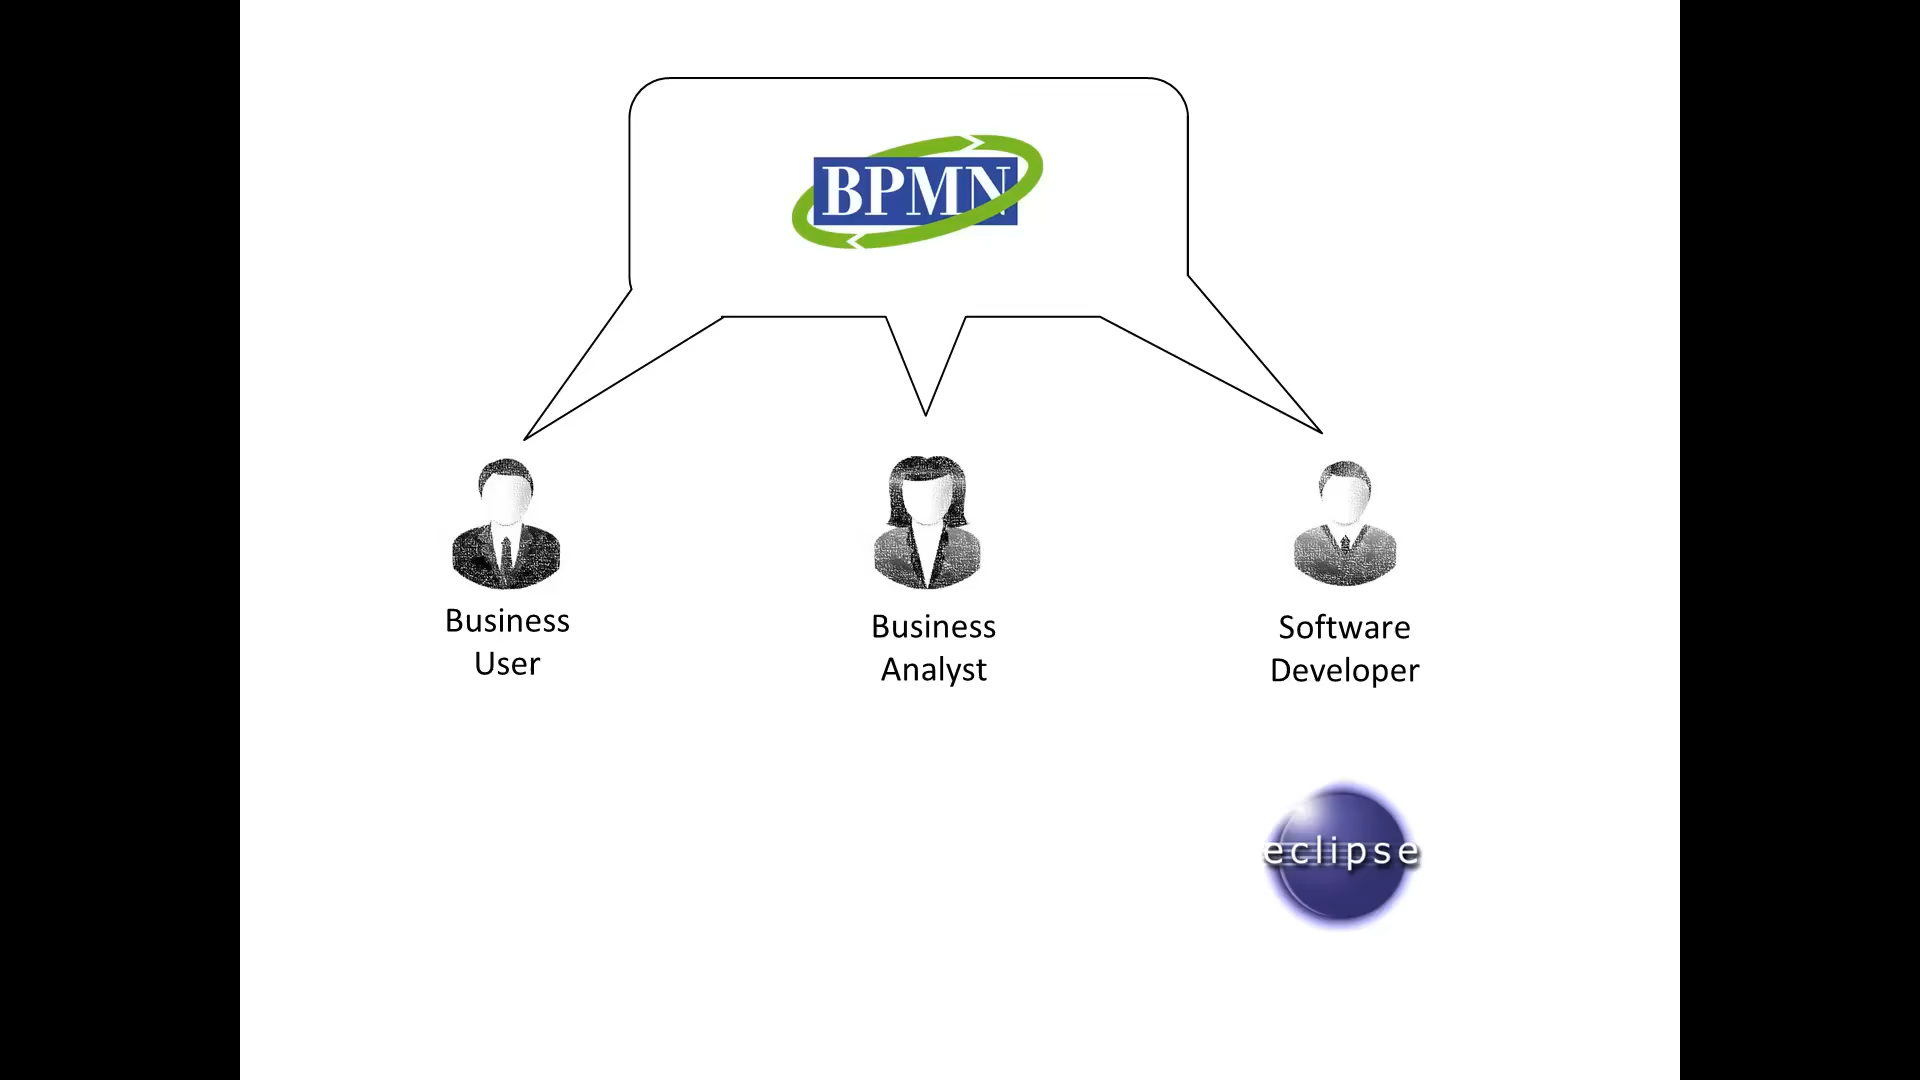 BPMN
Business
User
Business
Analyst
Software
Developer
eclipse